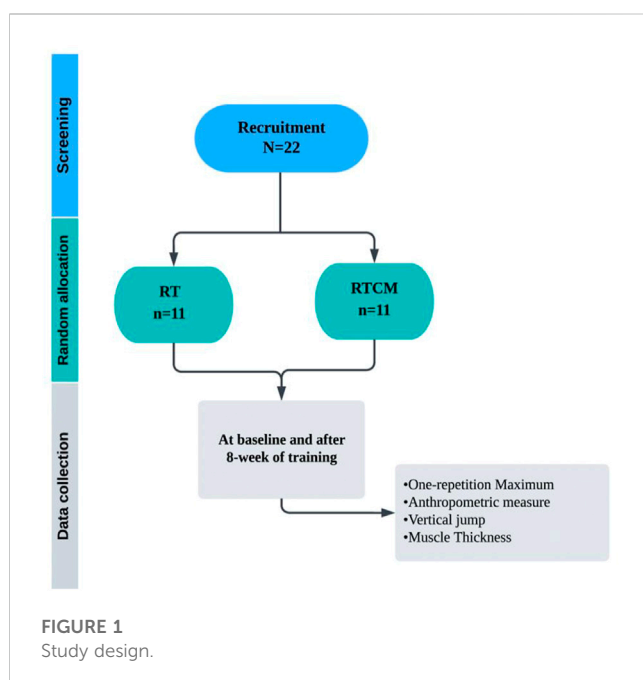 Screening
Recruitment
N=22
Random allocation
RT
n=11
RTCM
n=11
Data collection
At baseline and after
8-week of training
•One-repetition Maximum
•Anthropometric measure
•Vertical jump
•Muscle Thickness
FIGURE 1
Study design.